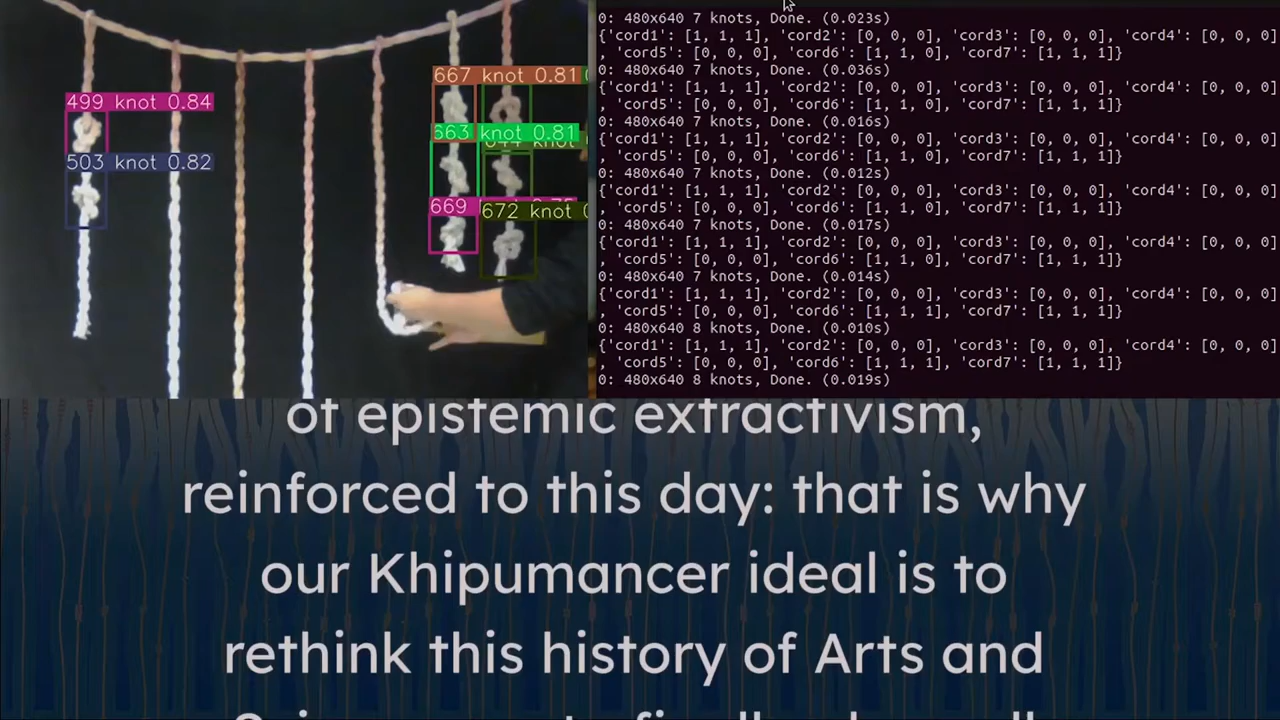 499 knot 0.84
503 knot 0.82
667 knot 0.81
663 knot 0.81
knot
669
672 knot 0
0: 480x640 7 knots, Done. (0.023s)
{'cord1': [1, 1, 1], 'cord2': [0, 0, 0], 'cord3': [0, 0, 0], 'cord4': [0, 0, 0]
, 'cord5': [0, 0, 0], 'cord6': [1, 1, 0], 'cord7': [1, 1, 1]}
0: 480x640 7 knots, Done. (0.036s)
{'cord1': [1, 1, 1], 'cord2': [0, 0, 0], 'cord3': [0, 0, 0], 'cord4': [0, 0, 0]
, 'cord5': [0, 0, 0], 'cord6': [1, 1, 0], 'cord7': [1, 1, 1]}
0: 480x640 7 knots, Done. (0.016s)
{'cord1': [1, 1, 1], 'cord2': [0, 0, 0], 'cord3': [0, 0, 0], 'cord4': [0, 0, 0]
, 'cord5': [0, 0, 0], 'cord6': [1, 1, 0], 'cord7': [1, 1, 1]}
0: 480x640 7 knots, Done. (0.012s)
{'cord1': [1, 1, 1], 'cord2': [0, 0, 0], 'cord3': [0, 0, 0], 'cord4': [0, 0, 0]
, 'cord5': [0, 0, 0], 'cord6': [1, 1, 0], 'cord7': [1, 1, 1]}
0: 480x640 7 knots, Done. (0.017s)
{'cord1': [1, 1, 1], 'cord2': [0, 0, 0], 'cord3': [0, 0, 0], 'cord4': [0, 0, 0]
, 'cord5': [0, 0, 0], 'cord6': [1, 1, 0], 'cord7': [1, 1, 1]}
0: 480x640 7 knots, Done. (0.014s)
{'cord1': [1, 1, 1], 'cord2': [0, 0, 0], 'cord3': [0, 0, 0], 'cord4': [0, 0, 0]
, 'cord5': [0, 0, 0], 'cord6': [1, 1, 1], 'cord7': [1, 1, 1]}
0: 480x640 8 knots, Done. (0.010s)
{'cord1': [1, 1, 1], 'cord2': [0, 0, 0], 'cord3': [0, 0, 0], 'cord4': [0, 0, 0]
, 'cord5': [0, 0, 0], 'cord6': [1, 1, 1], 'cord7': [1, 1, 1]}
0: 480x640 8 knots, Done. (0.019s)
of epistemic extractivism,
reinforced to this day: that is why
our Khipumancer ideal is to
rethink this history of Arts and